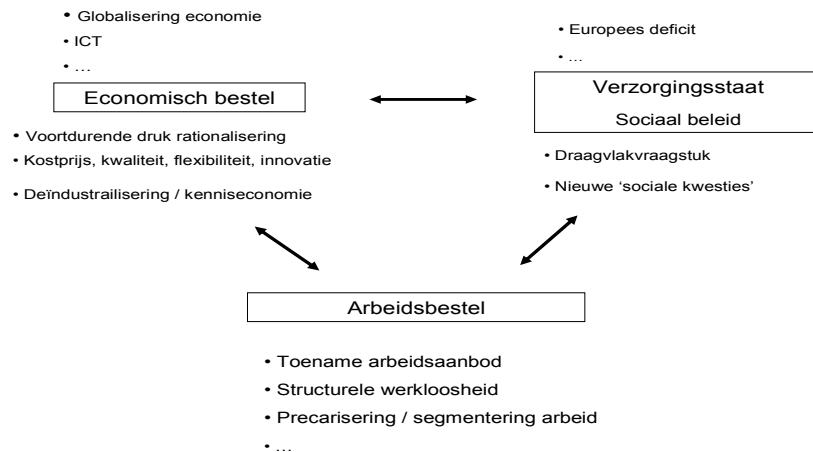 • Globalisering economie
• ICT
• ...
Economisch bestel
• Voortdurende druk rationalisering
• Kostprijs, kwaliteit, flexibiliteit, innovatie
• Deïndustrailisering / kenniseconomie
• Europees deficit
• ...
Verzorgingsstaat
Sociaal beleid
• Draagvlakvraagstuk
• Nieuwe ‘sociale kwesties’
Arbeidsbestel
• Toename arbeidsaanbod
• Structurele werkloosheid
• Precarisering / segmentering arbeid
• ...